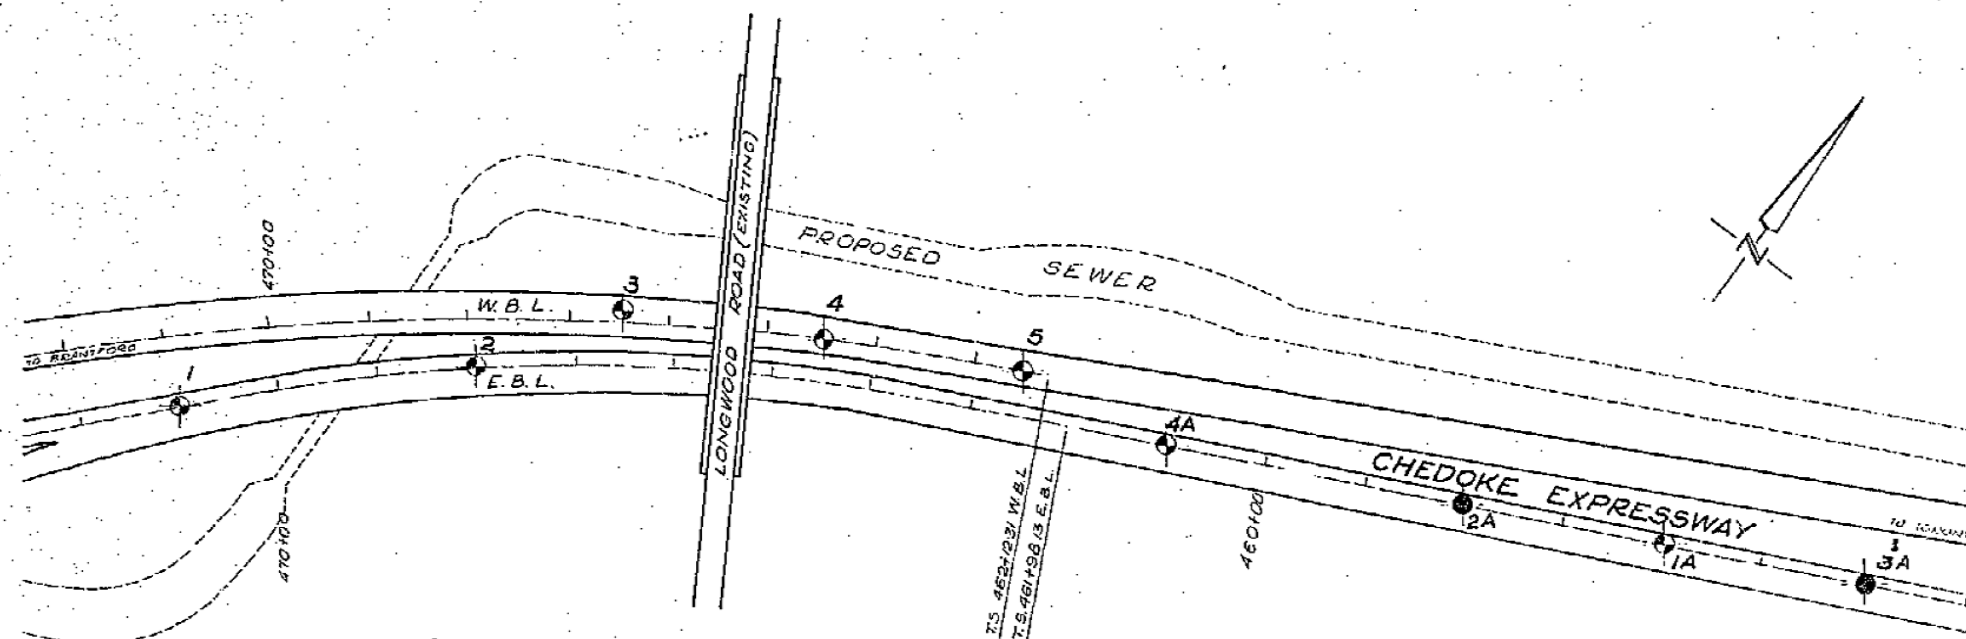 470+00
PROPOSED SEWER
LONGWOOD ROAD (EXISTING)
3
W.B.L.
4
5
TO BRANTFORD
2
E.B.L.
1
4A
CHEDOKE EXPRESSWAY
2A
1A
3A
TO
470+00
460+00
T.S. 462+12.31 W.B.L.
T.S. 461+98.13 E.B.L.
N